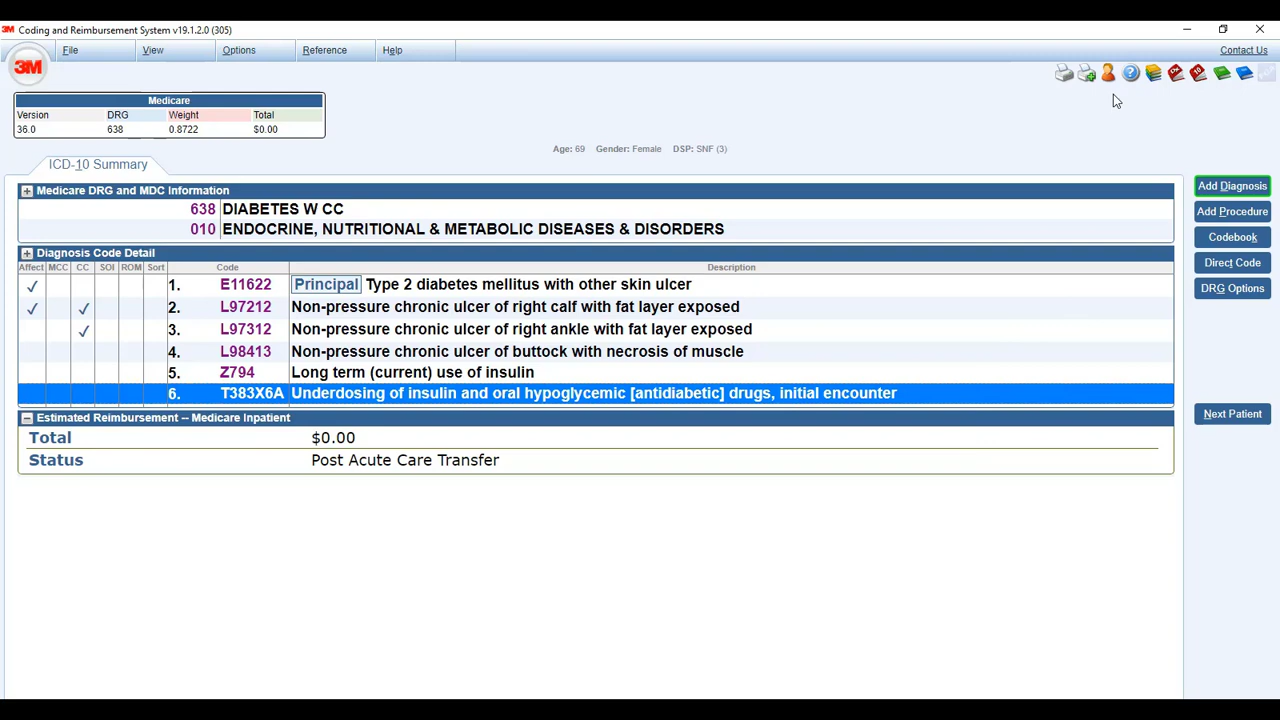 3M Coding and Reimbursement System v19.1.2.0 (305)
File View Options Reference Help Contact Us
3M
Medicare
Version DRG Weight Total
36.0 638 0.8722 $0.00
Age: 69 Gender: Female DSP: SNF (3)
ICD-10 Summary
Medicare DRG and MDC Information
638 DIABETES W CC
010 ENDOCRINE, NUTRITIONAL & METABOLIC DISEASES & DISORDERS
Diagnosis Code Detail
Affect MCC CC SOI ROM Sort Code Description
1. E11622 Principal Type 2 diabetes mellitus with other skin ulcer
2. L97212 Non-pressure chronic ulcer of right calf with fat layer exposed
3. L97312 Non-pressure chronic ulcer of right ankle with fat layer exposed
4. L98413 Non-pressure chronic ulcer of buttock with necrosis of muscle
5. Z794 Long term (current) use of insulin
6. T383X6A Underdosing of insulin and oral hypoglycemic [antidiabetic] drugs, initial encounter
Estimated Reimbursement -- Medicare Inpatient
Total $0.00
Status Post Acute Care Transfer
Add Diagnosis
Add Procedure
Codebook
Direct Code
DRG Options
Next Patient